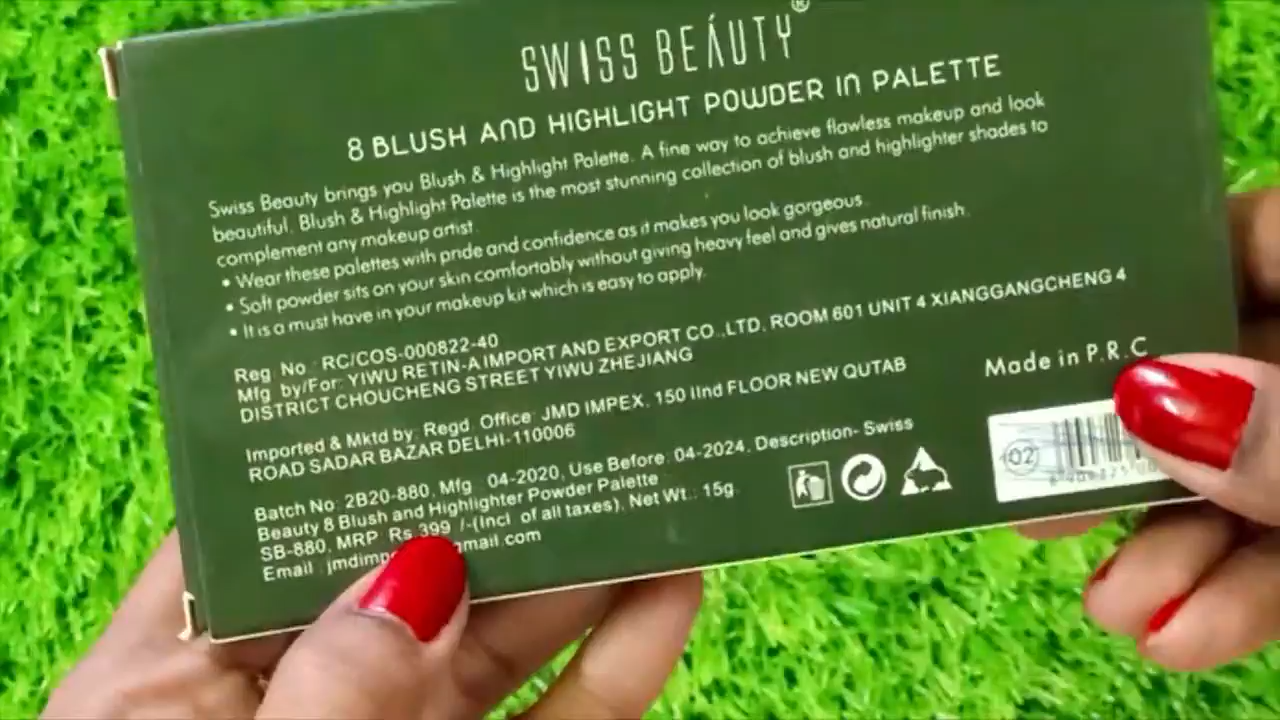 SWISS BEÁUTY®
8 BLUSH AND HIGHLIGHT POWDER IN PALETTE
Swiss Beauty brings you Blush & Highlight Palette. A fine way to achieve flawless makeup and look
beautiful. Blush & Highlight Palette is the most stunning collection of blush and highlighter shades to
complement any makeup artist.
• Wear these palettes with pride and confidence as it makes you look gorgeous.
• Soft powder sits on your skin comfortably without giving heavy feel and gives natural finish.
• It is a must have in your makeup kit which is easy to apply.
Reg. No.: RC/COS-000822-40
Mfg. by/For: YIWU RETIN-A IMPORT AND EXPORT CO.,LTD. ROOM 601 UNIT 4 XIANGGANGCHENG 4
DISTRICT CHOUCHENG STREET YIWU ZHEJIANG
Made in P.R.C
Imported & Mktd by: Regd. Office: JMD IMPEX, 150 IInd FLOOR NEW QUTAB
ROAD SADAR BAZAR DELHI-110006
Batch No: 2B20-880, Mfg. 04-2020, Use Before: 04-2024, Description- Swiss
Beauty 8 Blush and Highlighter Powder Palette
SB-880, MRP Rs.399 /-(Incl. of all taxes), Net Wt.: 15g.
Email : gmail.com
02